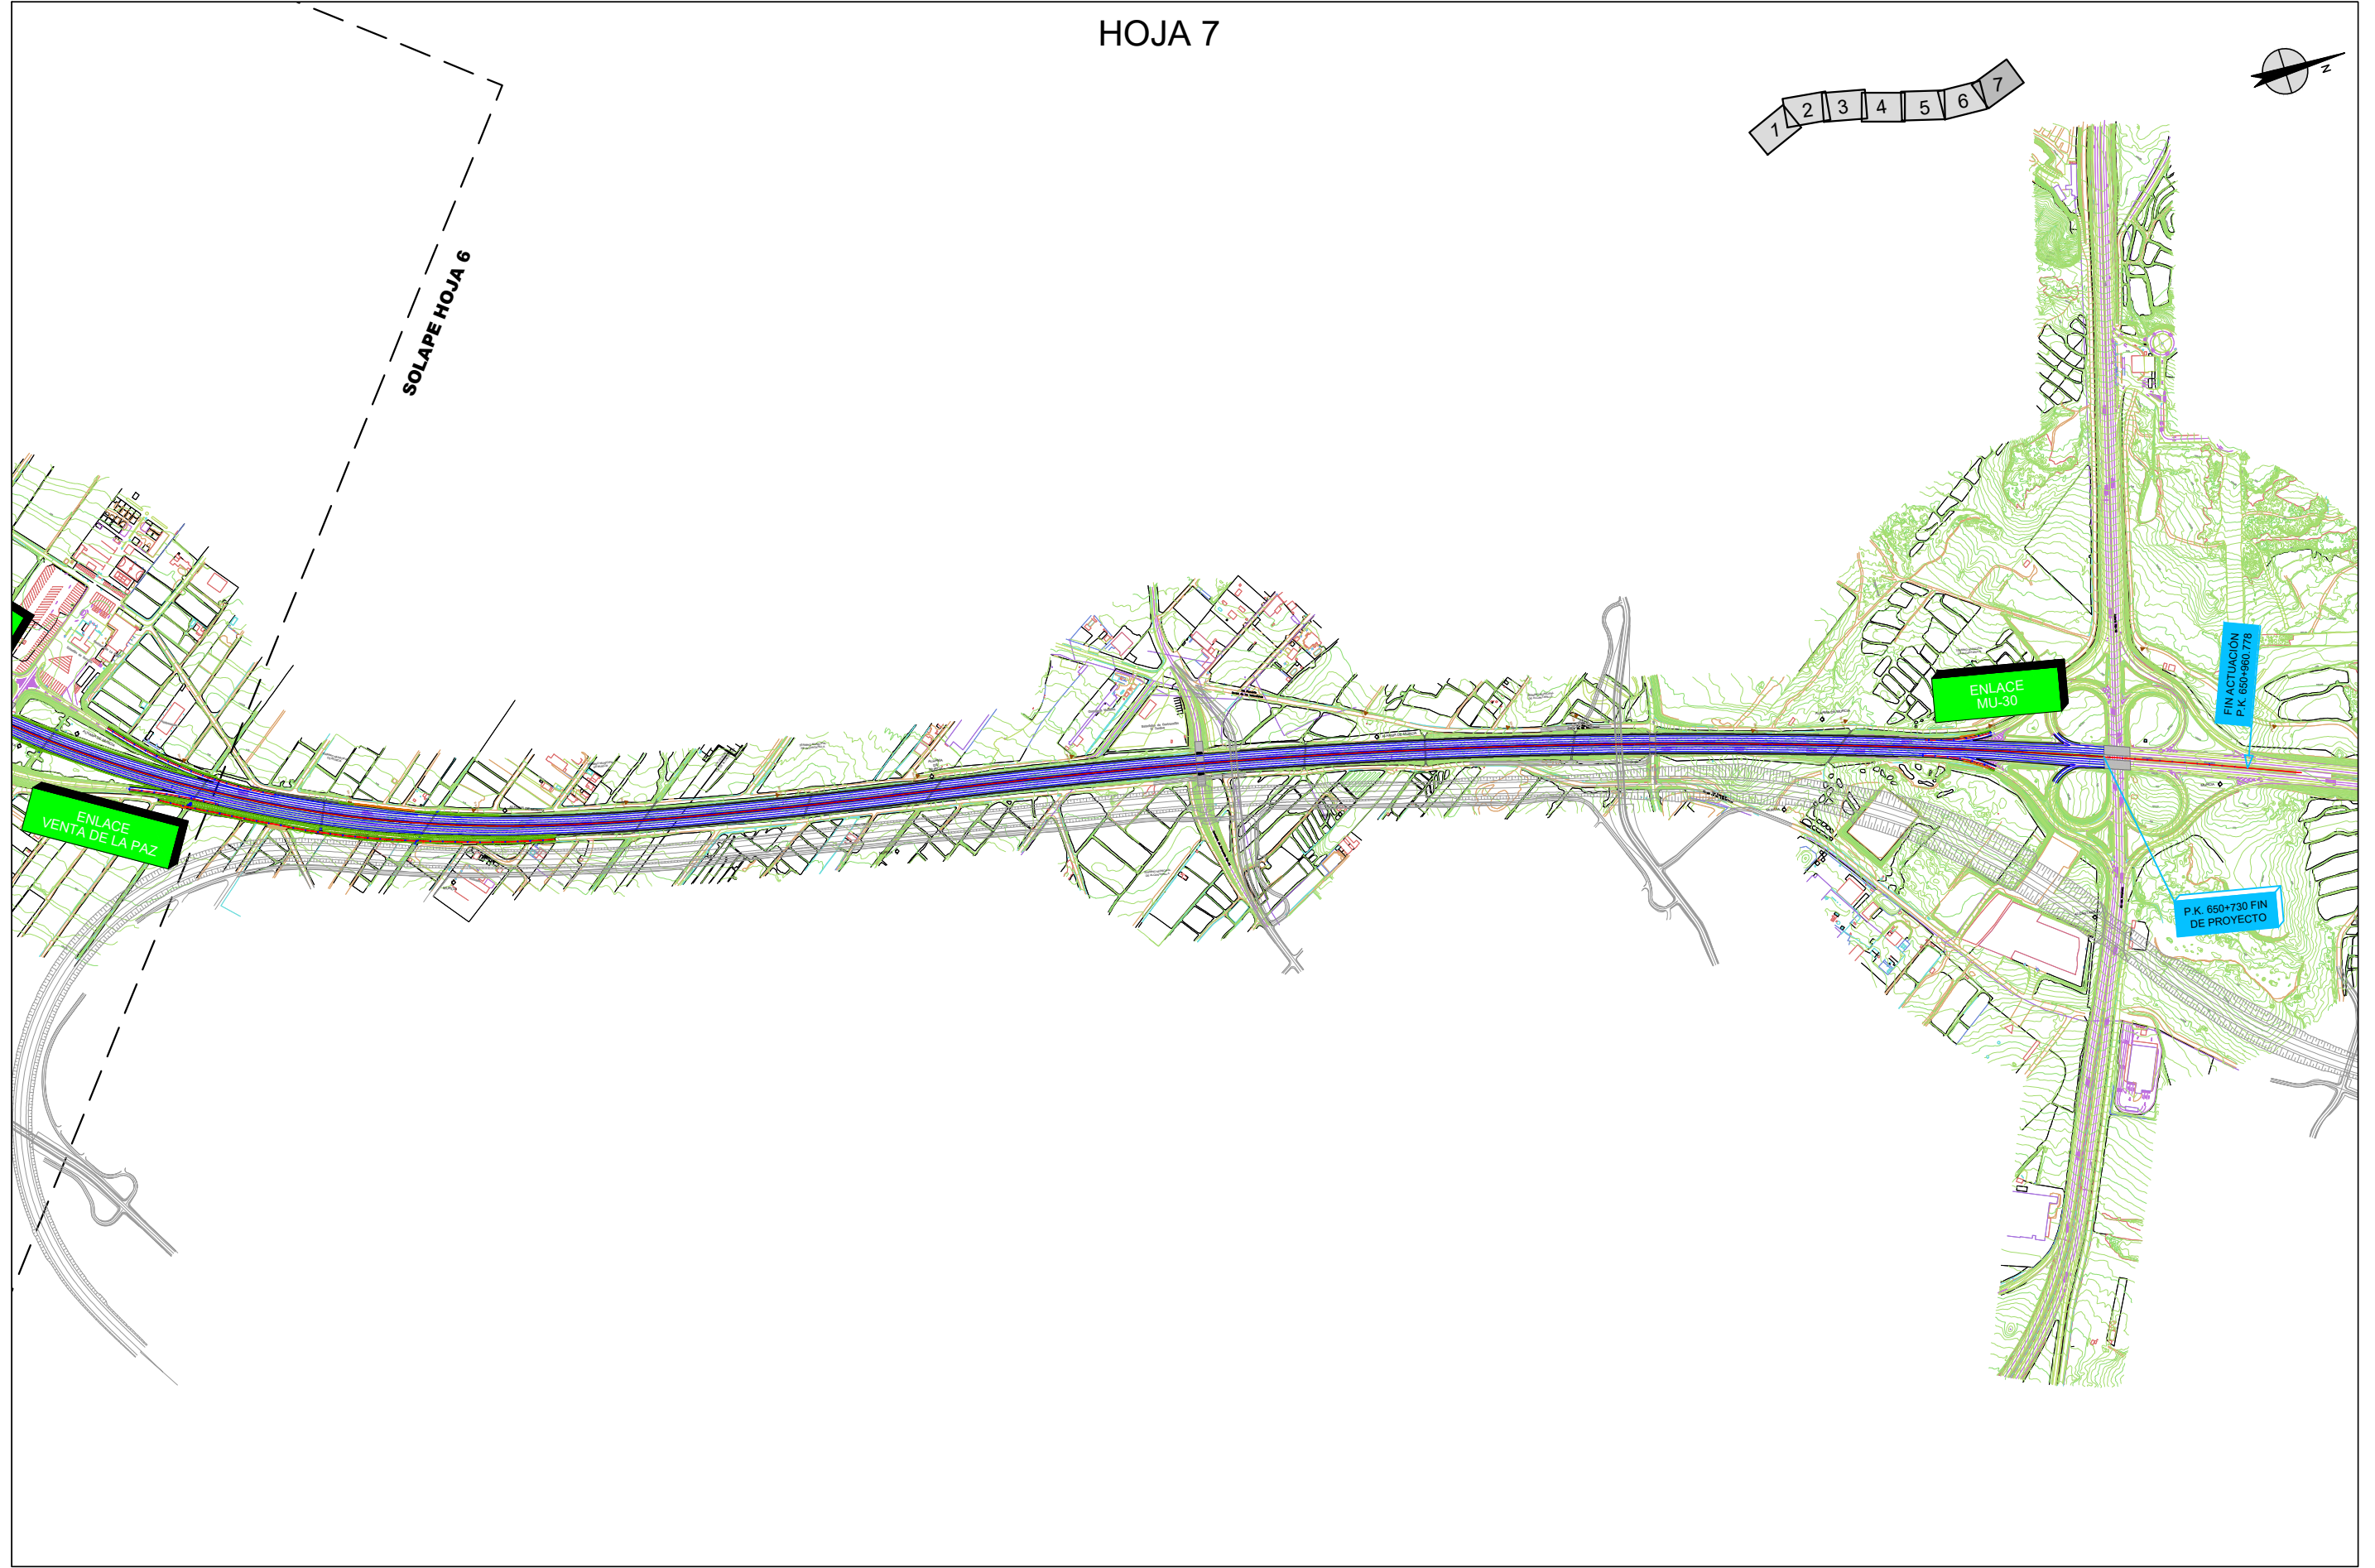 HOJA 7
N
1
2
3
4
5
6
7
SOLAPE HOJA 6
ENLACE
VENTA DE LA PAZ
ENLACE
MU-30
FIN ACTUACIÓN
P.K. 650+960.778
P.K. 650+730 FIN
DE PROYECTO